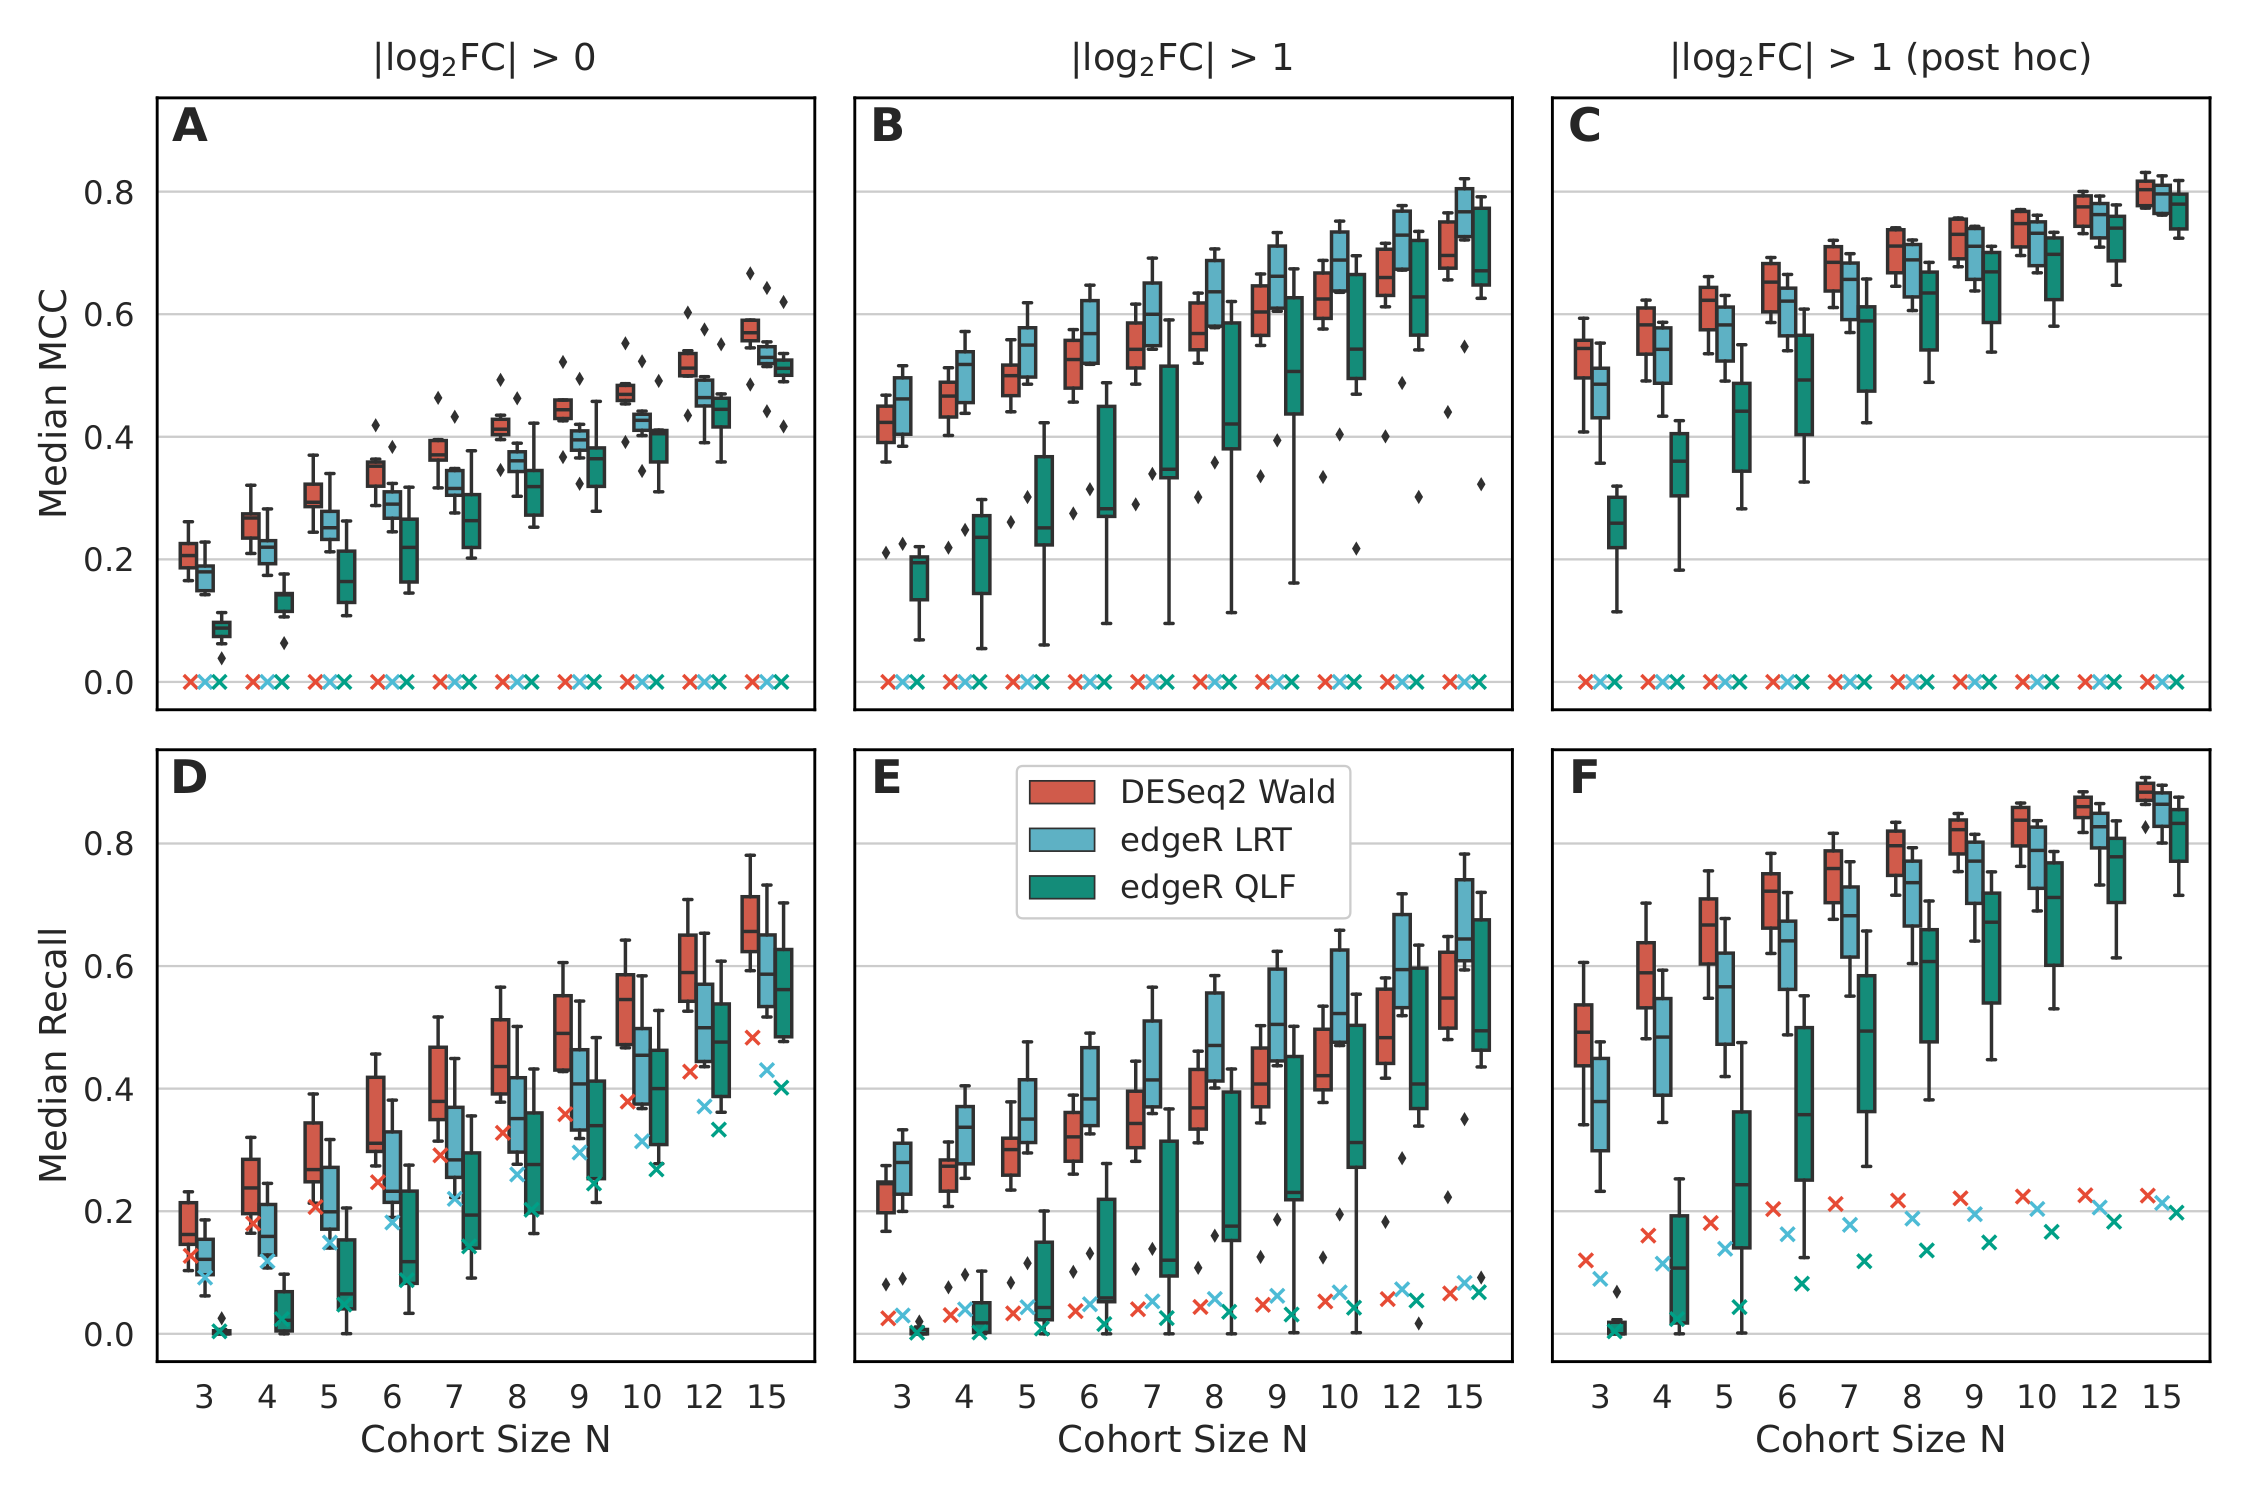 |log₂FC| > 0
|log₂FC| > 1
|log₂FC| > 1 (post hoc)
A
B
C
0.8
0.6
0.4
0.2
0.0
Median MCC
D
E
F
DESeq2 Wald
edgeR LRT
edgeR QLF
0.8
0.6
0.4
0.2
0.0
Median Recall
3 4 5 6 7 8 9 10 12 15
3 4 5 6 7 8 9 10 12 15
3 4 5 6 7 8 9 10 12 15
Cohort Size N
Cohort Size N
Cohort Size N